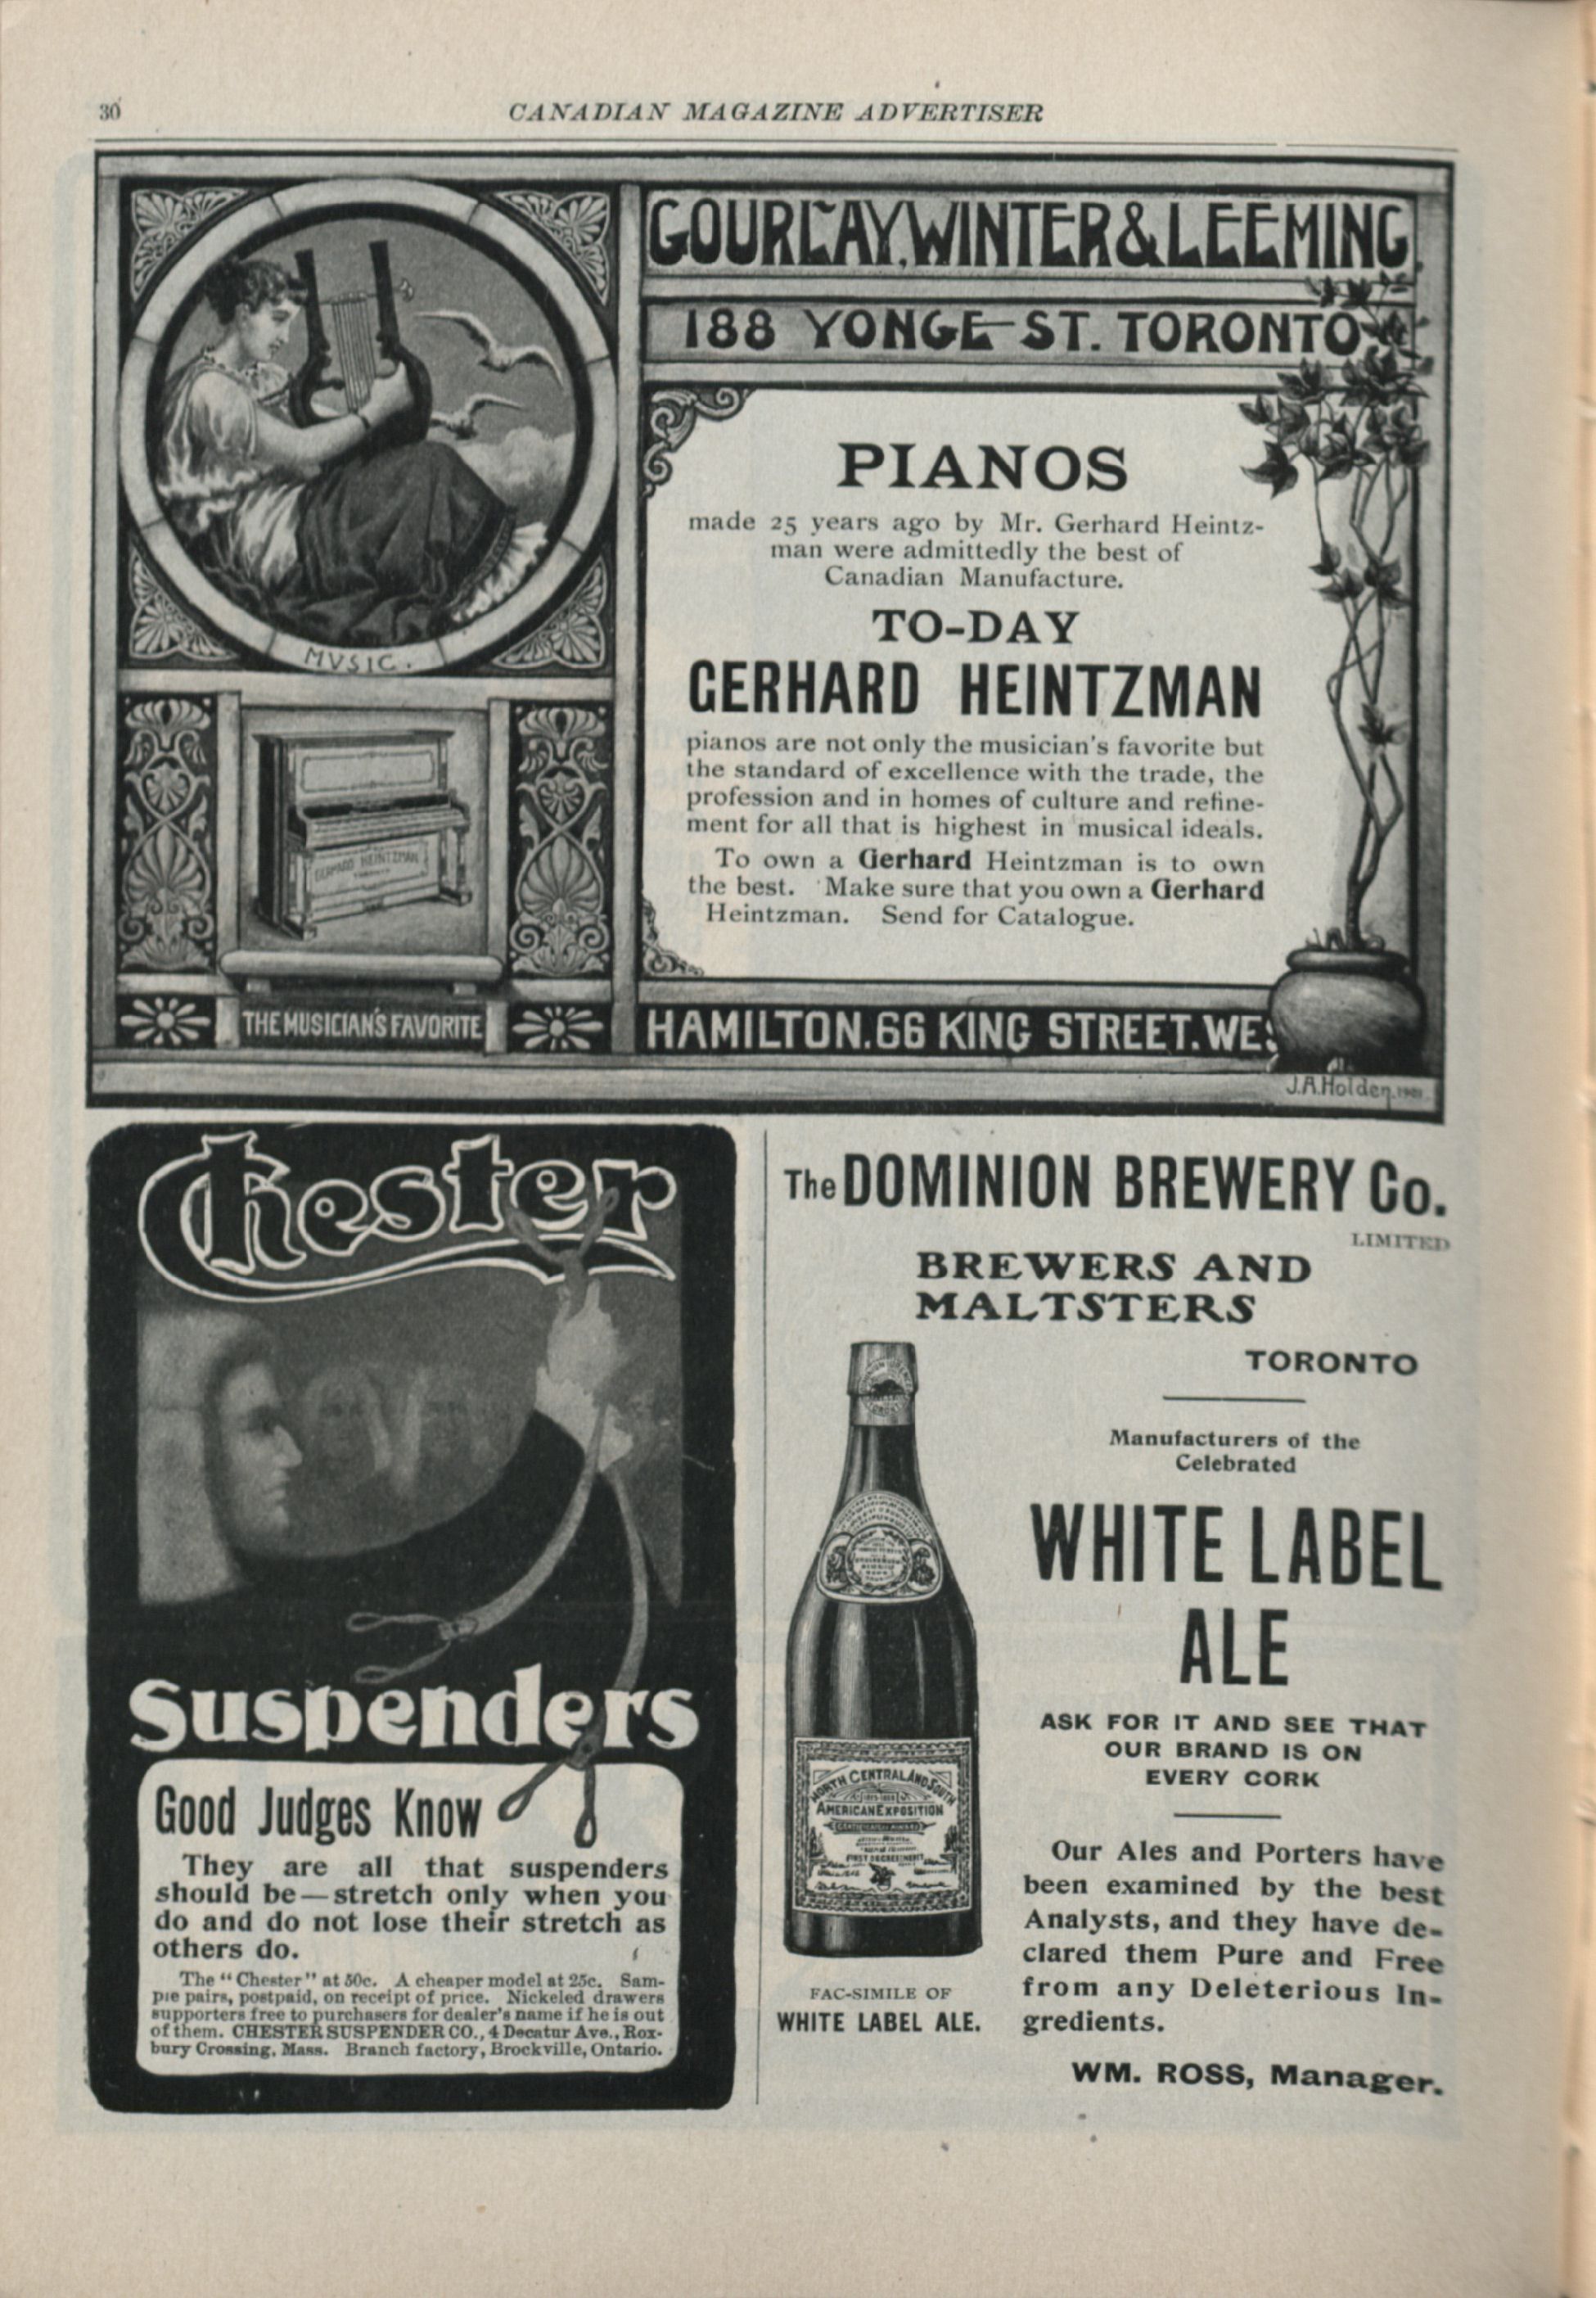 30
CANADIAN MAGAZINE ADVERTISER
GOURLAY, WINTER & LEEMING
188 YONGE ST. TORONTO
MVSIC.
PIANOS
made 25 years ago by Mr. Gerhard Heintz-
man were admittedly the best of
Canadian Manufacture.
TO-DAY
GERHARD HEINTZMAN
pianos are not only the musician's favorite but
the standard of excellence with the trade, the
profession and in homes of culture and refine-
ment for all that is highest in musical ideals.
To own a Gerhard Heintzman is to own
the best. Make sure that you own a Gerhard
Heintzman. Send for Catalogue.
GERHARD HEINTZMAN
THE MUSICIAN'S FAVORITE
HAMILTON. 66 KING STREET. WES
J.A. Holden. 1901
Chester
Suspenders
Good Judges Know
They are all that suspenders
should be—stretch only when you
do and do not lose their stretch as
others do.
The "Chester" at 50c. A cheaper model at 25c. Sam-
ple pairs, postpaid, on receipt of price. Nickeled drawers
supporters free to purchasers for dealer's name if he is out
of them. CHESTER SUSPENDER CO., 4 Decatur Ave., Rox-
bury Crossing, Mass. Branch factory, Brockville, Ontario.
The DOMINION BREWERY Co.
LIMITED
BREWERS AND
MALTSTERS
TORONTO
Manufacturers of the
Celebrated
WHITE LABEL
ALE
ASK FOR IT AND SEE THAT
OUR BRAND IS ON
EVERY CORK
Our Ales and Porters have
been examined by the best
Analysts, and they have de-
clared them Pure and Free
from any Deleterious In-
gredients.
WM. ROSS, Manager.
NORTH CENTRAL AND SOUTH
AMERICAN EXPOSITION
FAC-SIMILE OF
WHITE LABEL ALE.